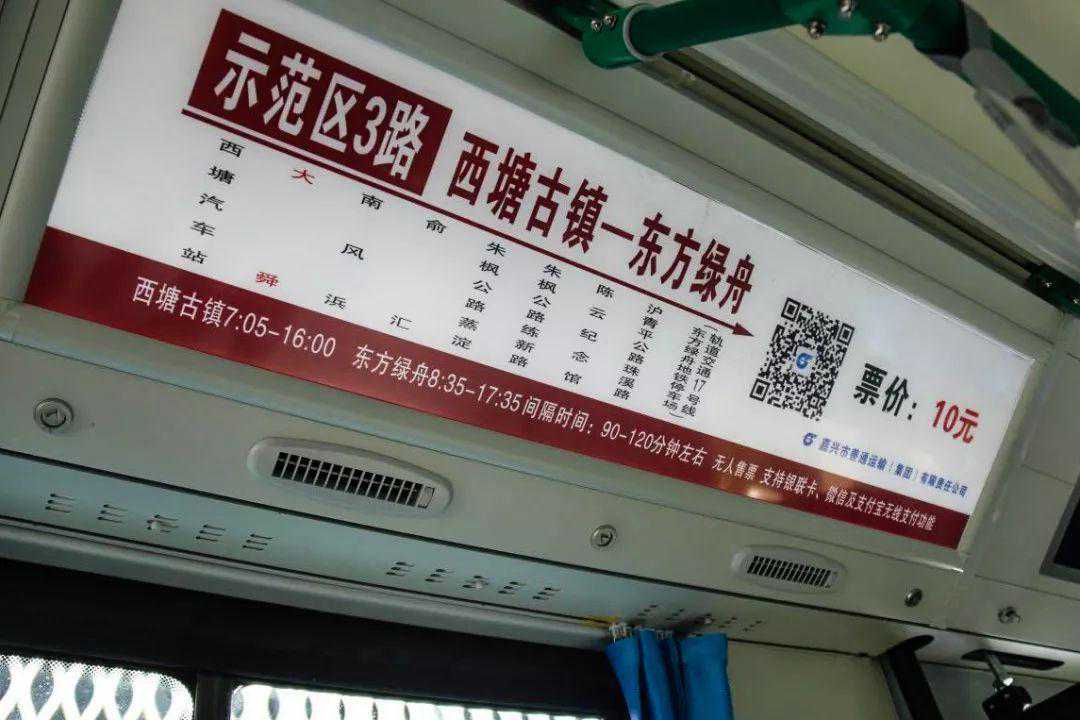 示范区3路
西塘古镇—东方绿舟
西塘汽车站
大舜
南风浜
俞汇
朱枫公路蒸淀
朱枫公路练新路
陈云纪念馆
沪青平公路珠溪路
(轨道交通17号线
东方绿舟地铁停车场)
票价：10元
嘉兴市善通运输(集团)有限责任公司
西塘古镇7:05-16:00 东方绿舟8:35-17:35 间隔时间：90-120分钟左右 无人售票 支持银联卡、微信及支付宝无线支付功能